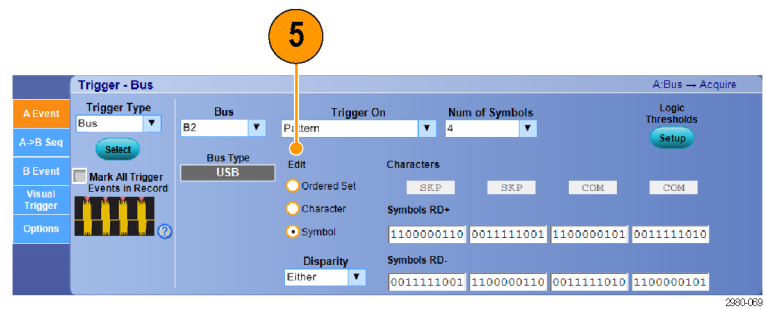 5
Trigger - Bus
A:Bus → Acquire
A Event
A->B Seq
B Event
Visual
Trigger
Options
Trigger Type
Bus
Select
Mark All Trigger
Events in Record
Bus
B2
Bus Type
USB
Trigger On
Pattern
Num of Symbols
4
Logic
Thresholds
Setup
Edit
Ordered Set
Character
Symbol
Disparity
Either
Characters
SKP SKP COM COM
Symbols RD+
1100000110 0011111001 1100000101 0011111010
Symbols RD-
0011111001 1100000110 0011111010 1100000101
2980-069